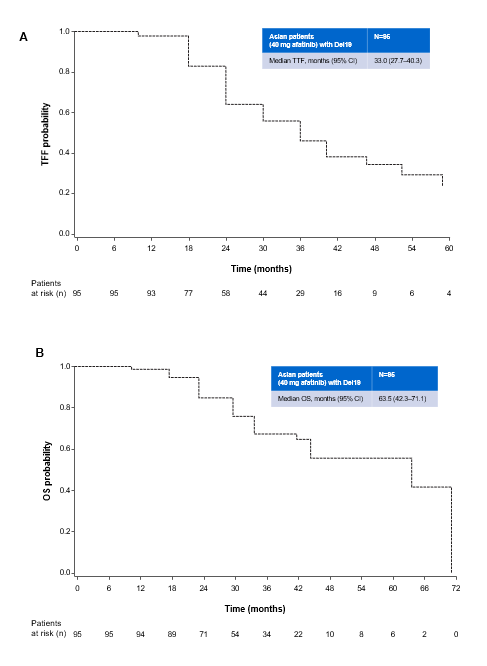 A
1.0
0.8
0.6
0.4
0.2
0.0
TFF probability
Asian patients
(40 mg afatinib) with Del19
N=95
Median TTF, months (95% CI)
33.0 (27.7–40.3)
0 6 12 18 24 30 36 42 48 54 60
Time (months)
Patients
at risk (n) 95 95 93 77 58 44 29 16 9 6 4
B
1.0
0.8
0.6
0.4
0.2
0.0
OS probability
Asian patients
(40 mg afatinib) with Del19
N=95
Median OS, months (95% CI)
63.5 (42.3–71.1)
0 6 12 18 24 30 36 42 48 54 60 66 72
Time (months)
Patients
at risk (n) 95 95 94 89 71 54 34 22 10 8 6 2 0